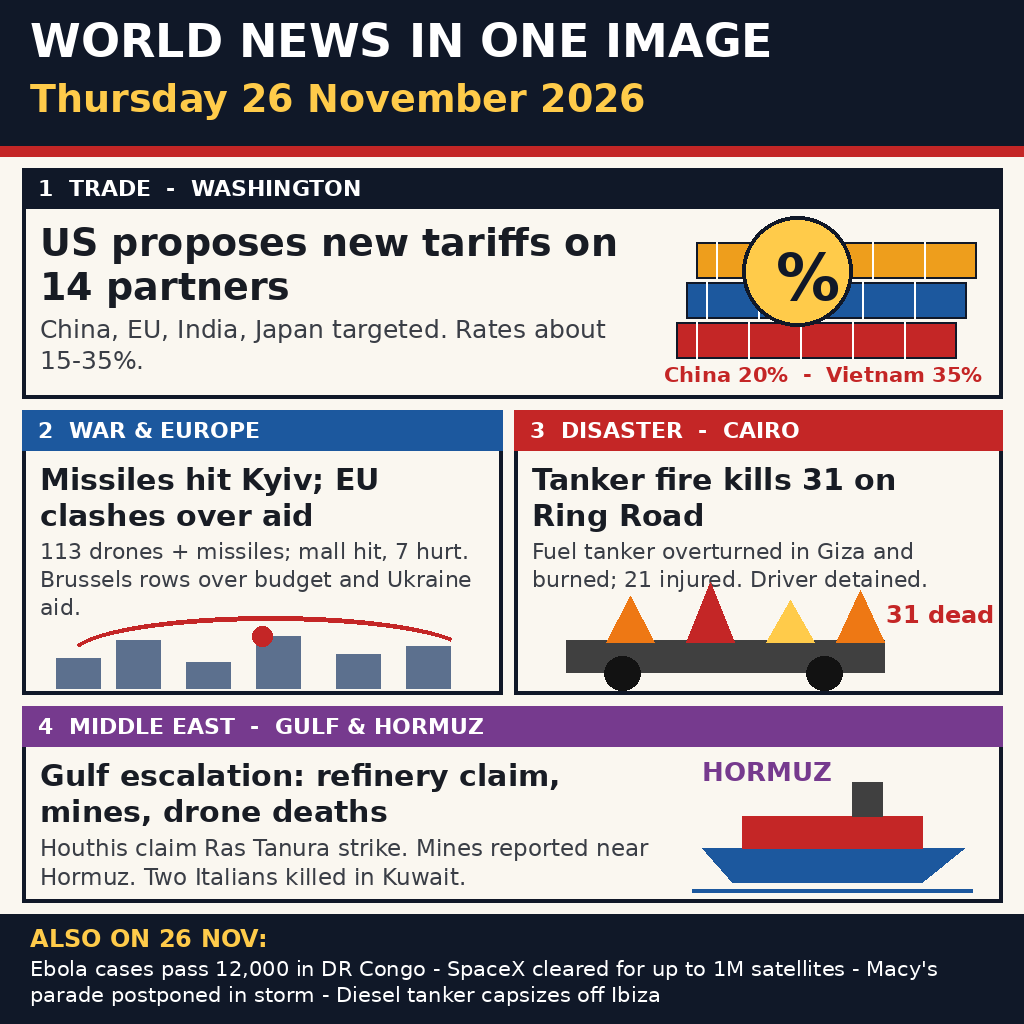 WORLD NEWS IN ONE IMAGE
Thursday 26 November 2026
1 TRADE - WASHINGTON
US proposes new tariffs on
14 partners
China, EU, India, Japan targeted. Rates about
15-35%.
%
China 20% - Vietnam 35%
2 WAR & EUROPE
Missiles hit Kyiv; EU
clashes over aid
113 drones + missiles; mall hit, 7 hurt.
Brussels rows over budget and Ukraine
aid.
3 DISASTER - CAIRO
Tanker fire kills 31 on
Ring Road
Fuel tanker overturned in Giza and
burned; 21 injured. Driver detained.
31 dead
4 MIDDLE EAST - GULF & HORMUZ
Gulf escalation: refinery claim,
mines, drone deaths
Houthis claim Ras Tanura strike. Mines reported near
Hormuz. Two Italians killed in Kuwait.
HORMUZ
ALSO ON 26 NOV:
Ebola cases pass 12,000 in DR Congo - SpaceX cleared for up to 1M satellites - Macy's
parade postponed in storm - Diesel tanker capsizes off Ibiza